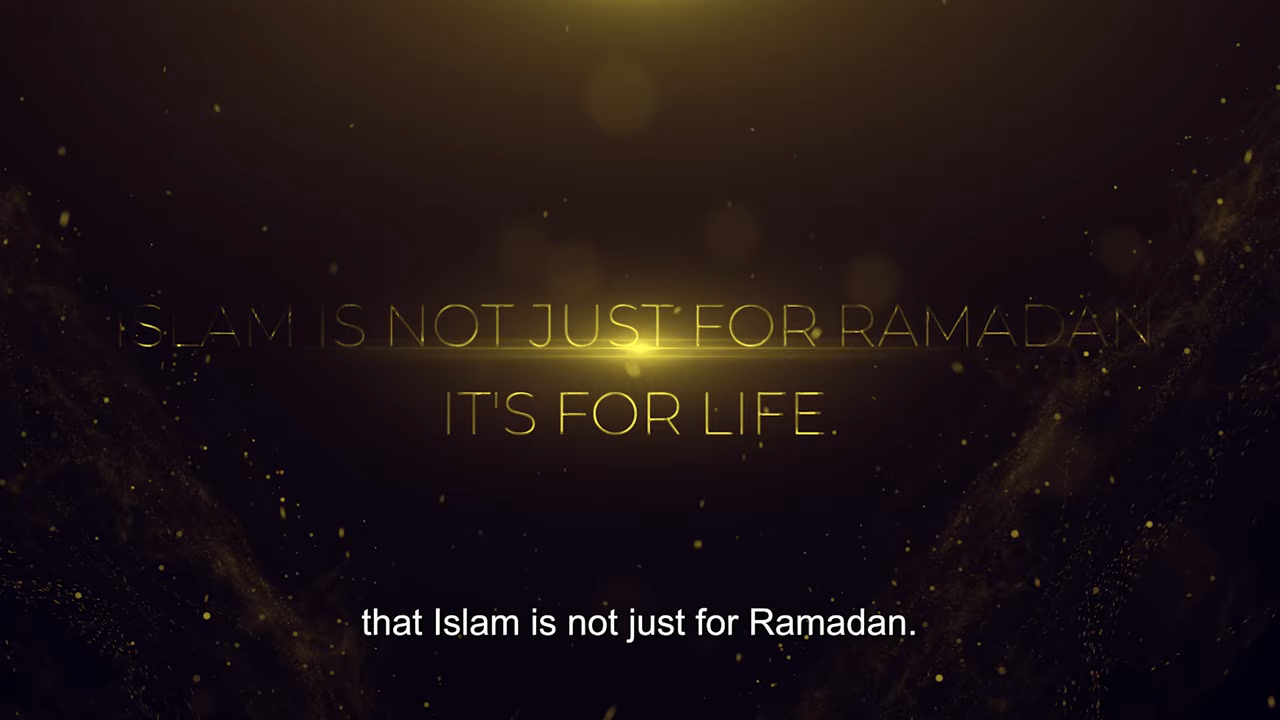 ISLAM IS NOT JUST FOR RAMADAN
IT'S FOR LIFE.
that Islam is not just for Ramadan.